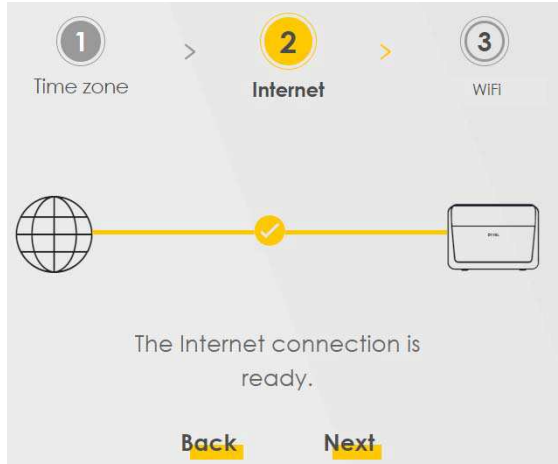 1
>
2
>
3
Time zone
Internet
WiFi
The Internet connection is
ready.
Back
Next